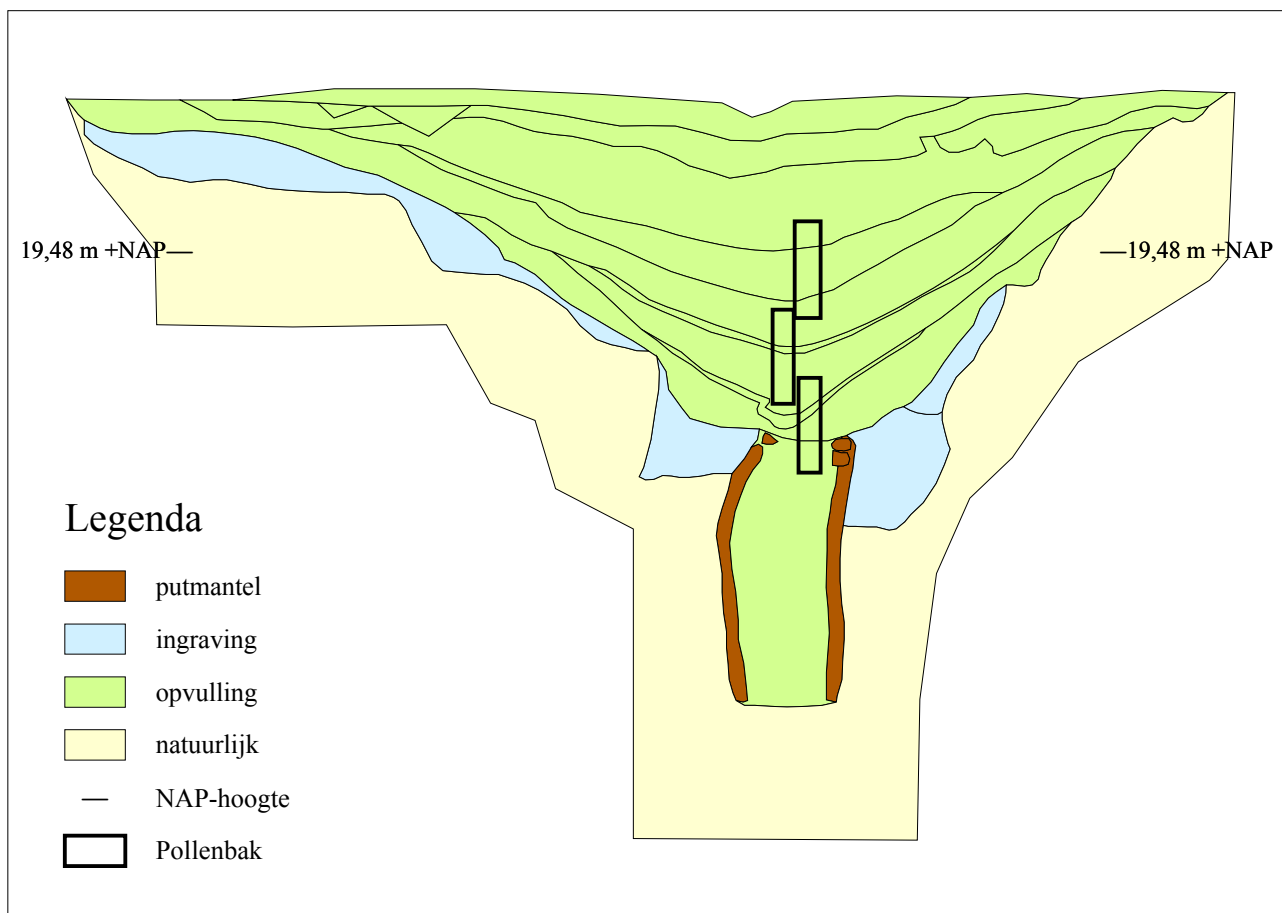 19,48 m +NAP
19,48 m +NAP
Legenda
putmantel
ingraving
opvulling
natuurlijk
NAP-hoogte
Pollenbak